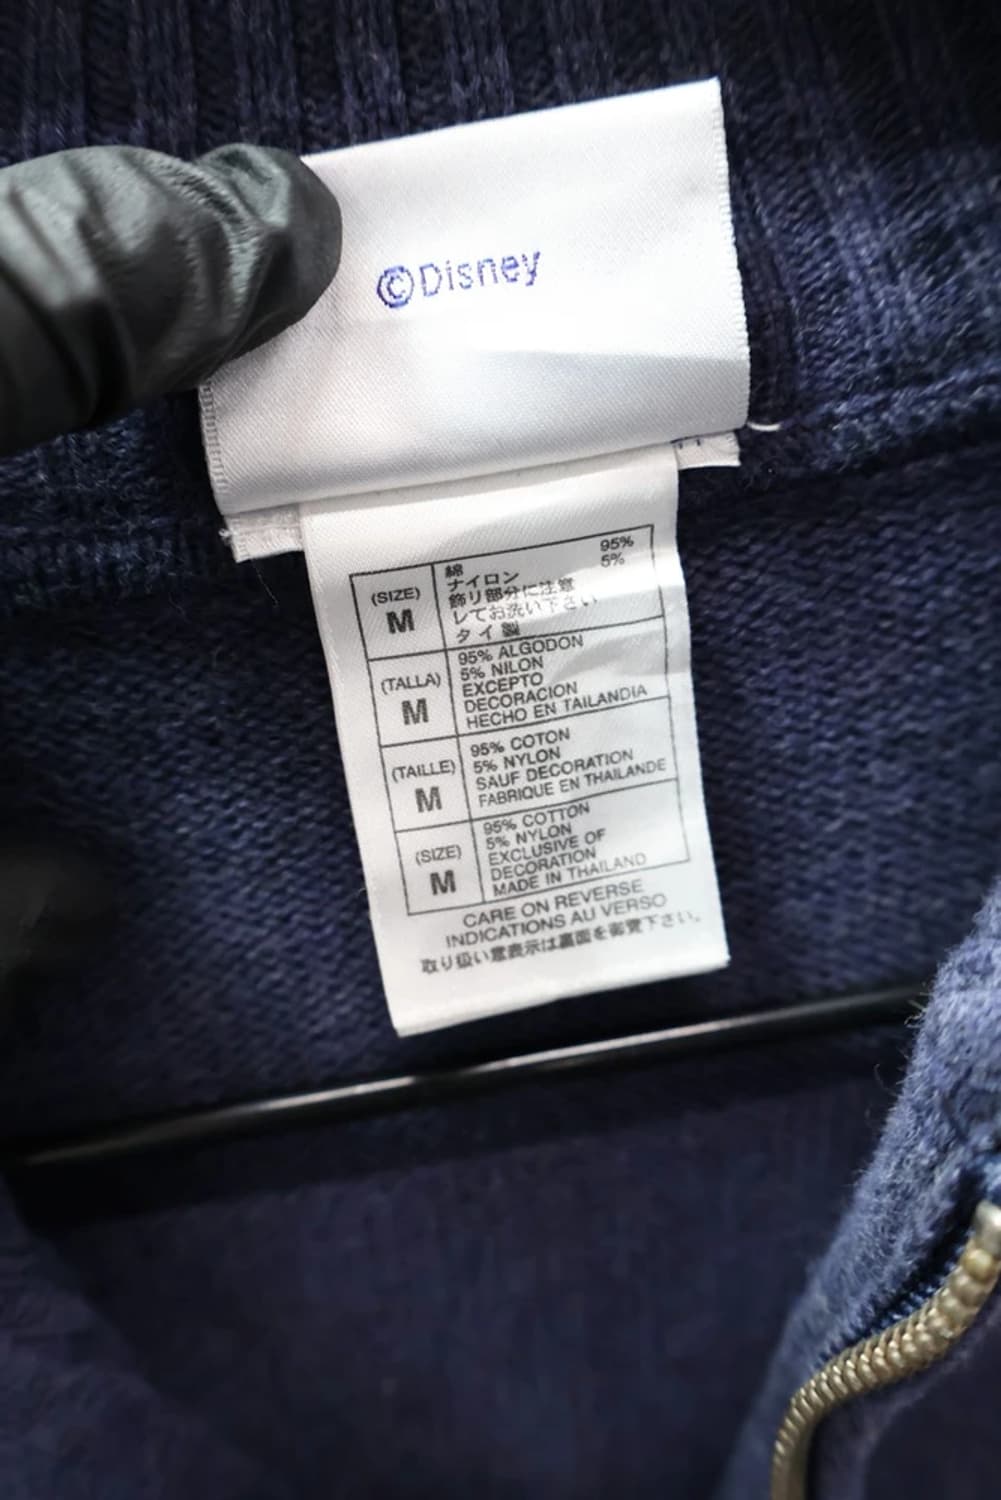 ©Disney
(SIZE)
M
綿 95%
ナイロン 5%
飾り部分に注意
してお洗い下さい
タイ製
(TALLA)
M
95% ALGODON
5% NILON
EXCEPTO
DECORACION
HECHO EN TAILANDIA
(TAILLE)
M
95% COTON
5% NYLON
SAUF DECORATION
FABRIQUE EN THAILANDE
(SIZE)
M
95% COTTON
5% NYLON
EXCLUSIVE OF
DECORATION
MADE IN THAILAND
CARE ON REVERSE
INDICATIONS AU VERSO
取り扱い意表示は裏面を御覧下さい。